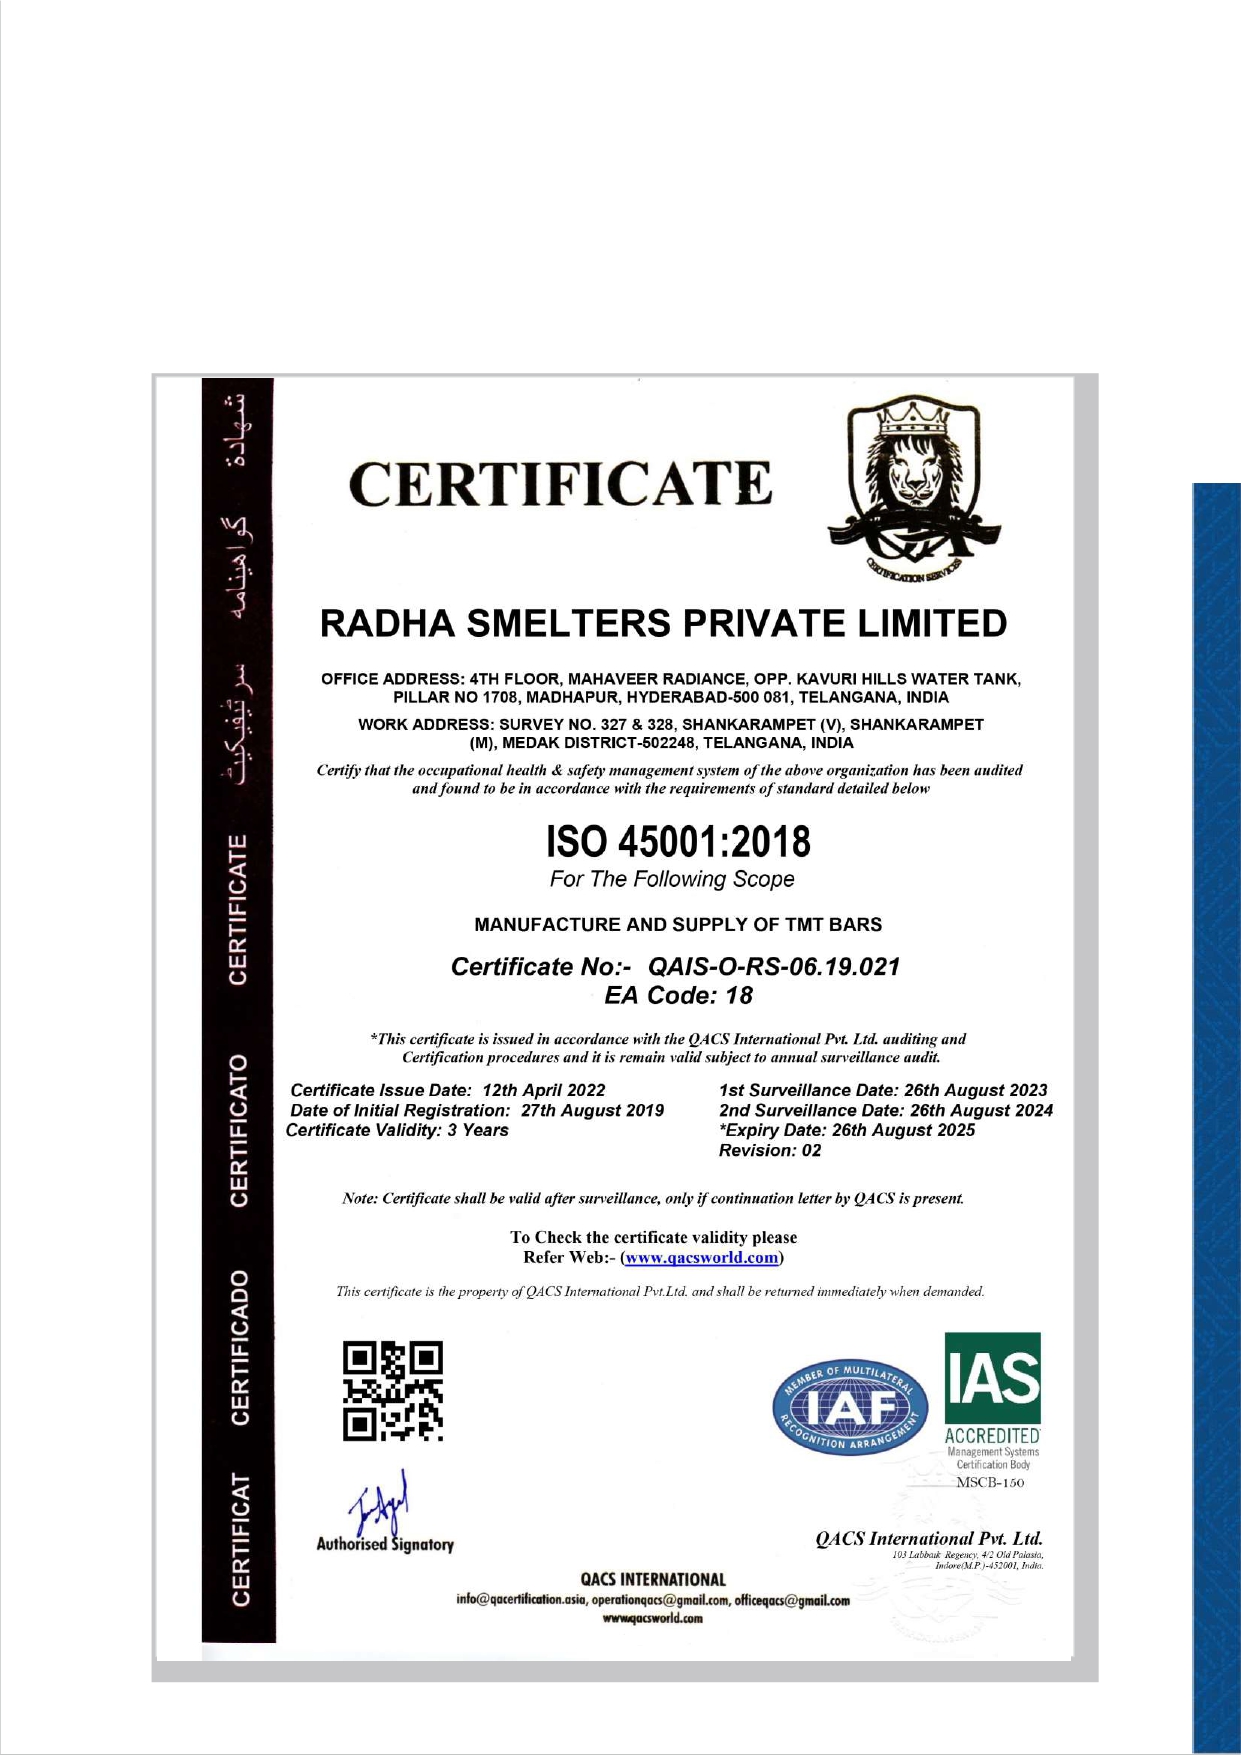 شهادة
گواهينامه
سرٹیفیکیٹ
CERTIFICATE
CERTIFICATO
CERTIFICADO
CERTIFICAT
CERTIFICATE
CERTIFICATION SERVICES
RADHA SMELTERS PRIVATE LIMITED
OFFICE ADDRESS: 4TH FLOOR, MAHAVEER RADIANCE, OPP. KAVURI HILLS WATER TANK,
PILLAR NO 1708, MADHAPUR, HYDERABAD-500 081, TELANGANA, INDIA
WORK ADDRESS: SURVEY NO. 327 & 328, SHANKARAMPET (V), SHANKARAMPET
(M), MEDAK DISTRICT-502248, TELANGANA, INDIA
Certify that the occupational health & safety management system of the above organization has been audited
and found to be in accordance with the requirements of standard detailed below
ISO 45001:2018
For The Following Scope
MANUFACTURE AND SUPPLY OF TMT BARS
Certificate No:- QAIS-O-RS-06.19.021
EA Code: 18
*This certificate is issued in accordance with the QACS International Pvt. Ltd. auditing and
Certification procedures and it is remain valid subject to annual surveillance audit.
Certificate Issue Date: 12th April 2022
Date of Initial Registration: 27th August 2019
Certificate Validity: 3 Years
1st Surveillance Date: 26th August 2023
2nd Surveillance Date: 26th August 2024
*Expiry Date: 26th August 2025
Revision: 02
Note: Certificate shall be valid after surveillance, only if continuation letter by QACS is present.
To Check the certificate validity please
Refer Web:- (www.qacsworld.com)
This certificate is the property of QACS International Pvt.Ltd. and shall be returned immediately when demanded.
MEMBER OF MULTILATERAL
IAF
RECOGNITION ARRANGEMENT
IAS
ACCREDITED
Management Systems
Certification Body
MSCB-150
Authorised Signatory
QACS International Pvt. Ltd.
103 Labbaik Regency, 4/2 Old Palasia,
Indore(M.P.)-452001, India.
QACS INTERNATIONAL
info@qacertification.asia, operationqacs@gmail.com, officeqacs@gmail.com
www.qacsworld.com